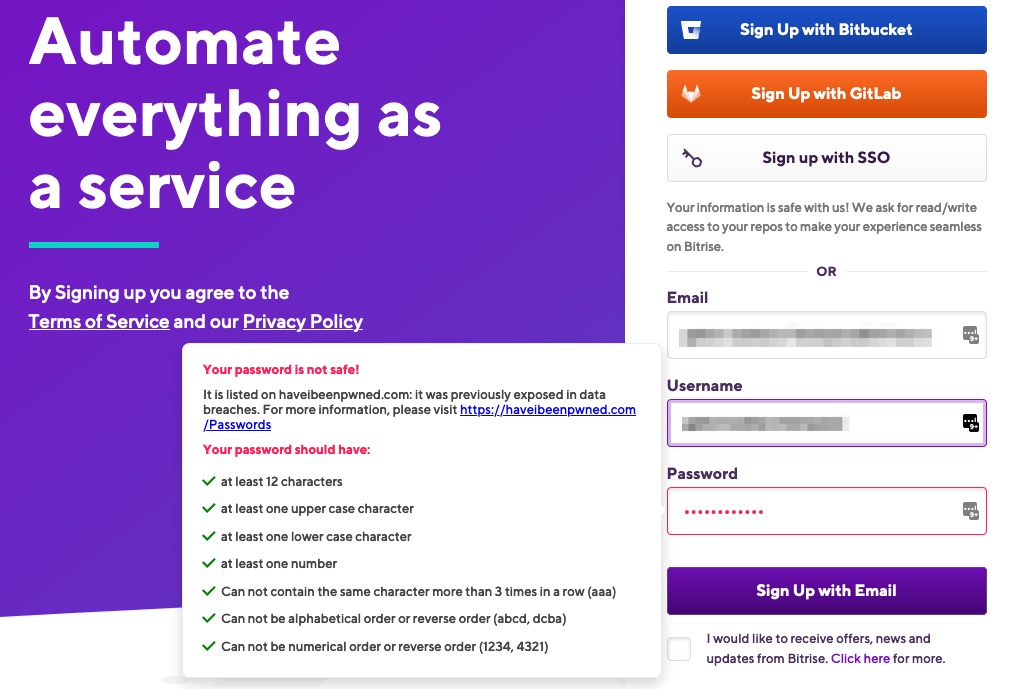 Automate
everything as
a service
By Signing up you agree to the
Terms of Service and our Privacy Policy
Your password is not safe!
It is listed on haveibeenpwned.com: it was previously exposed in data
breaches. For more information, please visit https://haveibeenpwned.com
/Passwords
Your password should have:
at least 12 characters
at least one upper case character
at least one lower case character
at least one number
Can not contain the same character more than 3 times in a row (aaa)
Can not be alphabetical order or reverse order (abcd, dcba)
Can not be numerical order or reverse order (1234, 4321)
Sign Up with Bitbucket
Sign Up with GitLab
Sign up with SSO
Your information is safe with us! We ask for read/write
access to your repos to make your experience seamless
on Bitrise.
OR
Email
9+
Username
9+
Password
••••••••••••
9+
Sign Up with Email
I would like to receive offers, news and
updates from Bitrise. Click here for more.